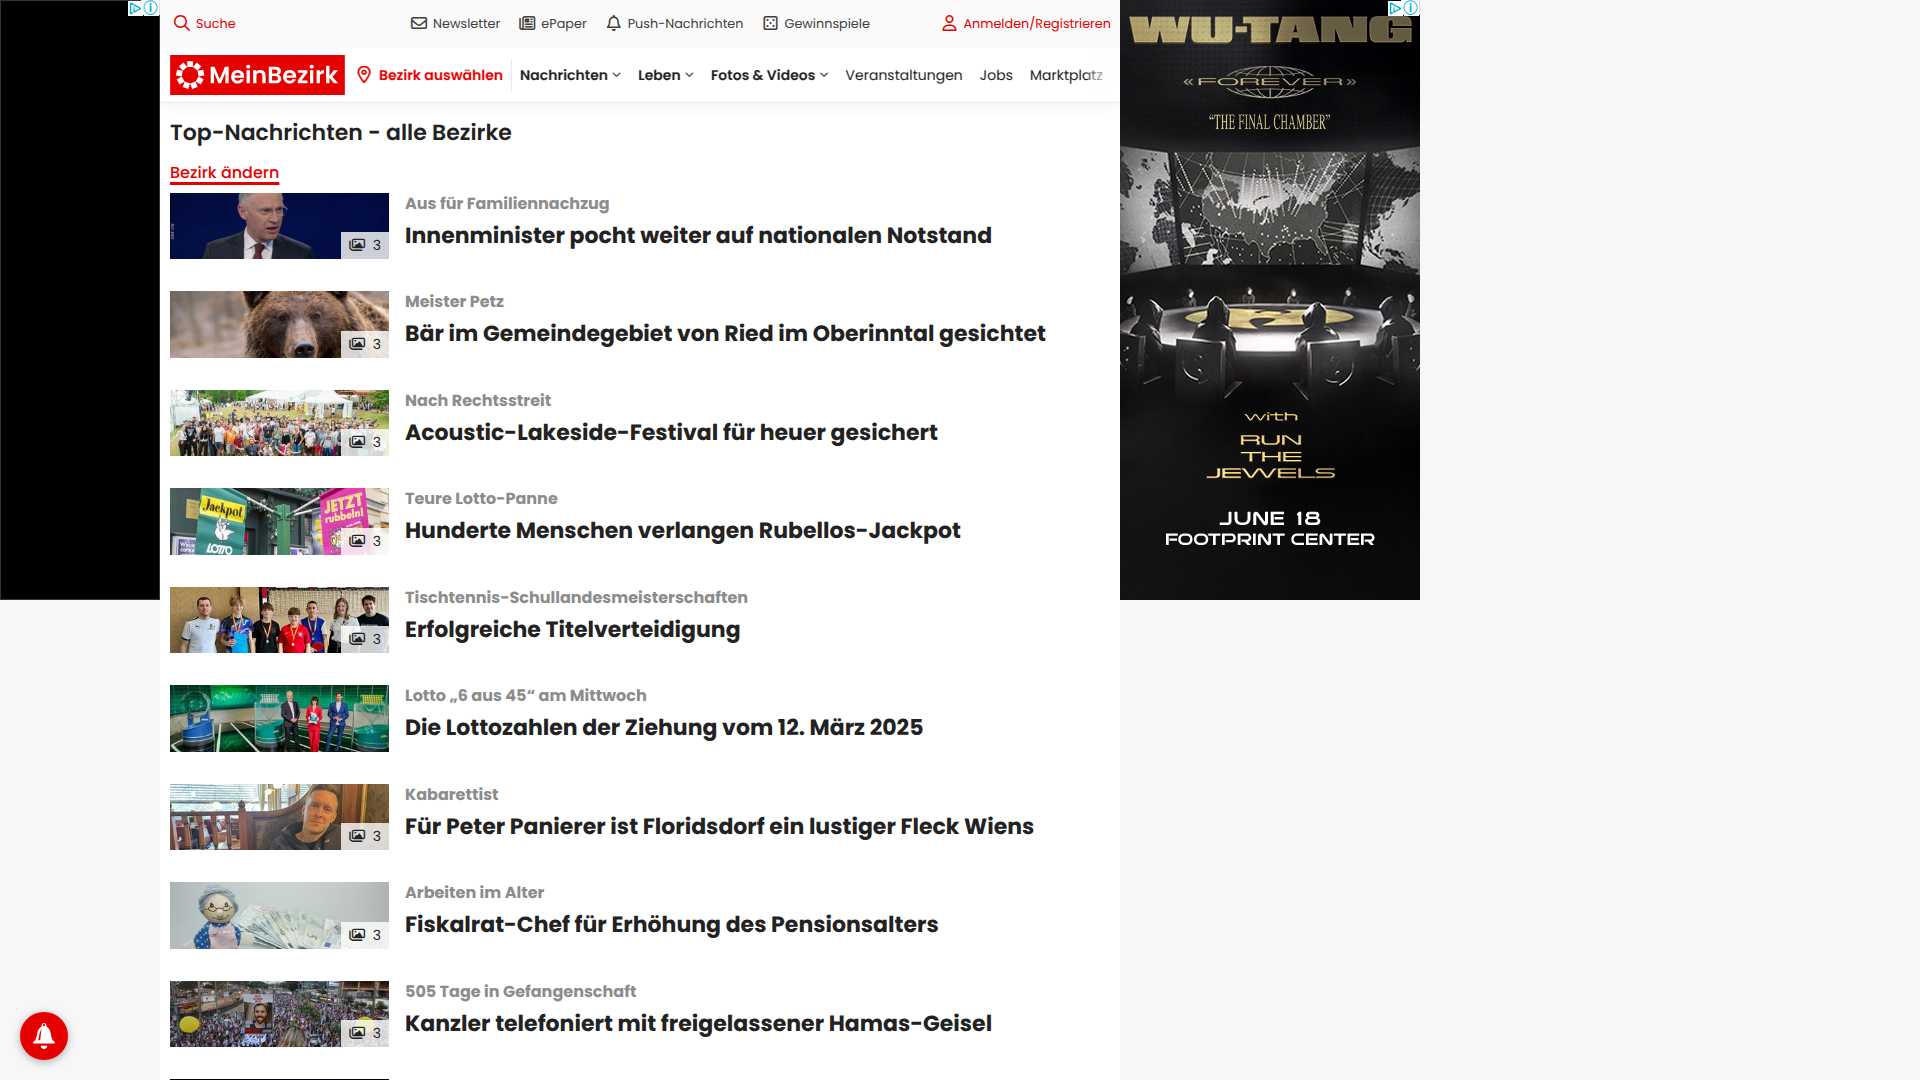 Suche
Newsletter
ePaper
Push-Nachrichten
Gewinnspiele
Anmelden/Registrieren
MeinBezirk
Bezirk auswählen
Nachrichten
Leben
Fotos & Videos
Veranstaltungen
Jobs
Marktplatz
Top-Nachrichten - alle Bezirke
Bezirk ändern
3
Aus für Familiennachzug
Innenminister pocht weiter auf nationalen Notstand
3
Meister Petz
Bär im Gemeindegebiet von Ried im Oberinntal gesichtet
3
Nach Rechtsstreit
Acoustic-Lakeside-Festival für heuer gesichert
Jackpot
LOTTO
JETZT
rubbeln!
3
Teure Lotto-Panne
Hunderte Menschen verlangen Rubellos-Jackpot
3
Tischtennis-Schullandesmeisterschaften
Erfolgreiche Titelverteidigung
Lotto „6 aus 45“ am Mittwoch
Die Lottozahlen der Ziehung vom 12. März 2025
3
Kabarettist
Für Peter Panierer ist Floridsdorf ein lustiger Fleck Wiens
3
Arbeiten im Alter
Fiskalrat-Chef für Erhöhung des Pensionsalters
3
505 Tage in Gefangenschaft
Kanzler telefoniert mit freigelassener Hamas-Geisel
WU-TANG
«FOREVER»
“THE FINAL CHAMBER”
with
RUN
THE
JEWELS
JUNE 18
FOOTPRINT CENTER